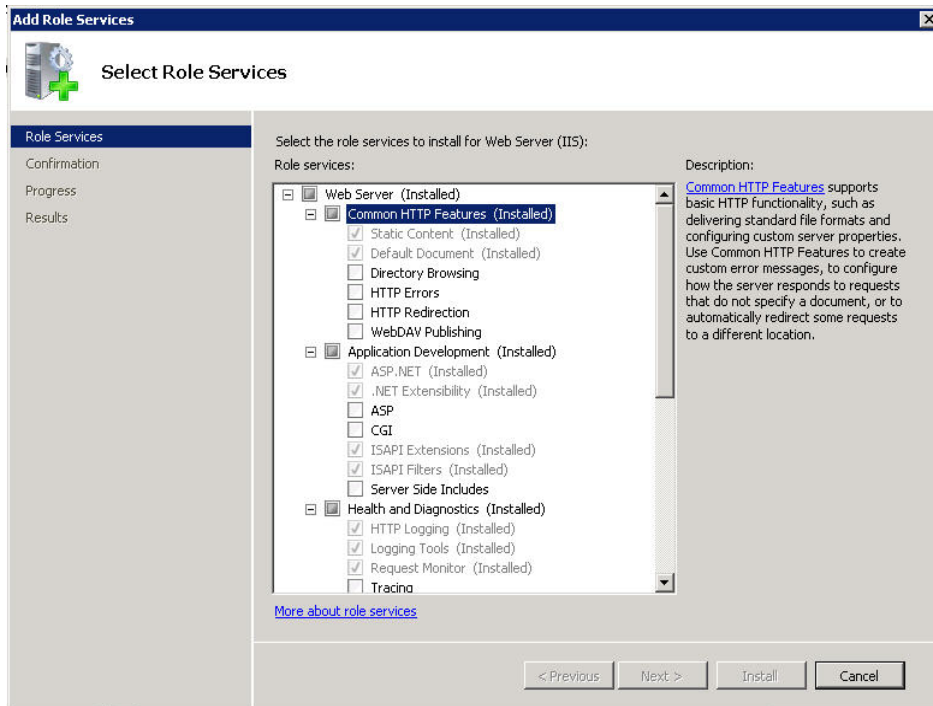 Add Role Services
Select Role Services
Role Services
Confirmation
Progress
Results
Select the role services to install for Web Server (IIS):
Role services:
Web Server (Installed)
Common HTTP Features (Installed)
Static Content (Installed)
Default Document (Installed)
Directory Browsing
HTTP Errors
HTTP Redirection
WebDAV Publishing
Application Development (Installed)
ASP.NET (Installed)
.NET Extensibility (Installed)
ASP
CGI
ISAPI Extensions (Installed)
ISAPI Filters (Installed)
Server Side Includes
Health and Diagnostics (Installed)
HTTP Logging (Installed)
Logging Tools (Installed)
Request Monitor (Installed)
Tracing
More about role services
Description:
Common HTTP Features supports
basic HTTP functionality, such as
delivering standard file formats and
configuring custom server properties.
Use Common HTTP Features to create
custom error messages, to configure
how the server responds to requests
that do not specify a document, or to
automatically redirect some requests
to a different location.
< Previous
Next >
Install
Cancel